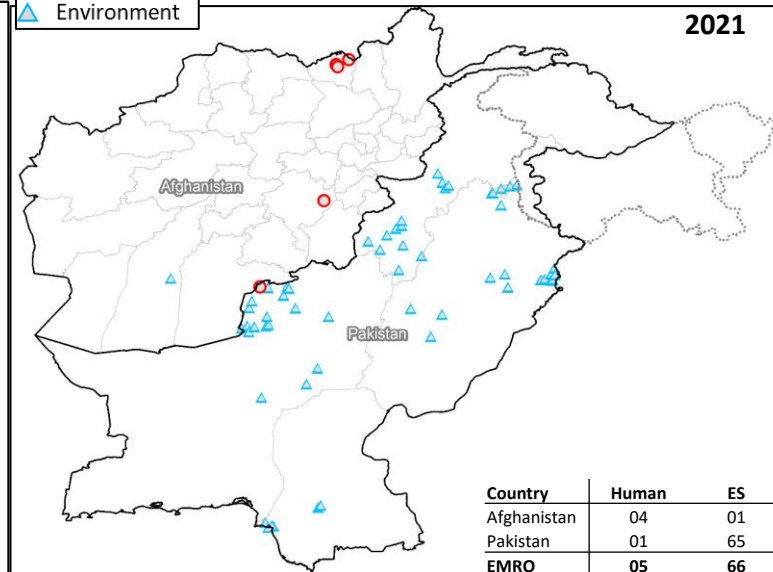 Environment
2021
Afghanistan
Pakistan
Country Human ES
Afghanistan 04 01
Pakistan 01 65
EMRO 05 66